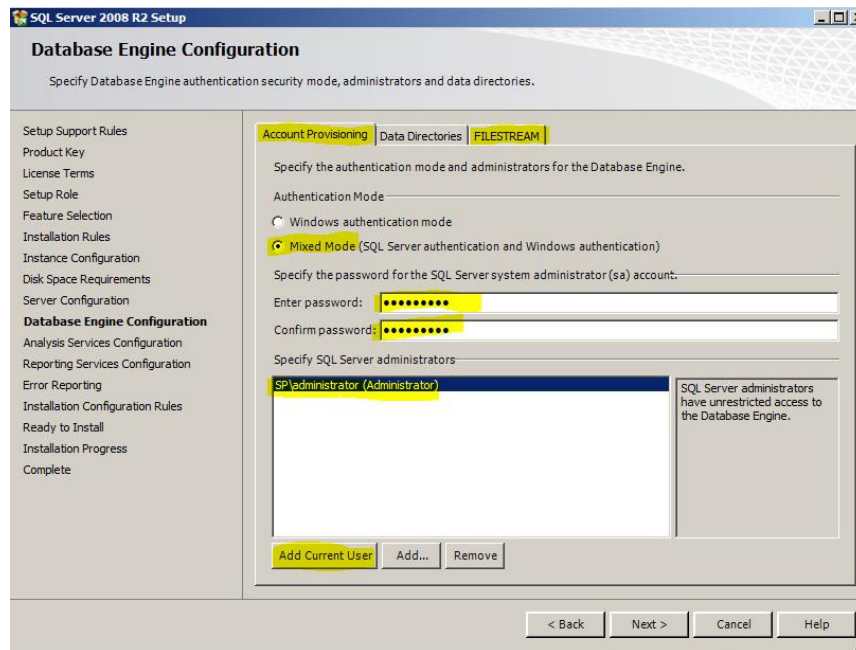 SQL Server 2008 R2 Setup
Database Engine Configuration
Specify Database Engine authentication security mode, administrators and data directories.
Setup Support Rules
Product Key
License Terms
Setup Role
Feature Selection
Installation Rules
Instance Configuration
Disk Space Requirements
Server Configuration
Database Engine Configuration
Analysis Services Configuration
Reporting Services Configuration
Error Reporting
Installation Configuration Rules
Ready to Install
Installation Progress
Complete
Account Provisioning Data Directories FILESTREAM
Specify the authentication mode and administrators for the Database Engine.
Authentication Mode
Windows authentication mode
Mixed Mode (SQL Server authentication and Windows authentication)
Specify the password for the SQL Server system administrator (sa) account.
Enter password: ●●●●●●●●●
Confirm password: ●●●●●●●●●
Specify SQL Server administrators
SP\administrator (Administrator)
SQL Server administrators
have unrestricted access to
the Database Engine.
Add Current User Add... Remove
< Back Next > Cancel Help